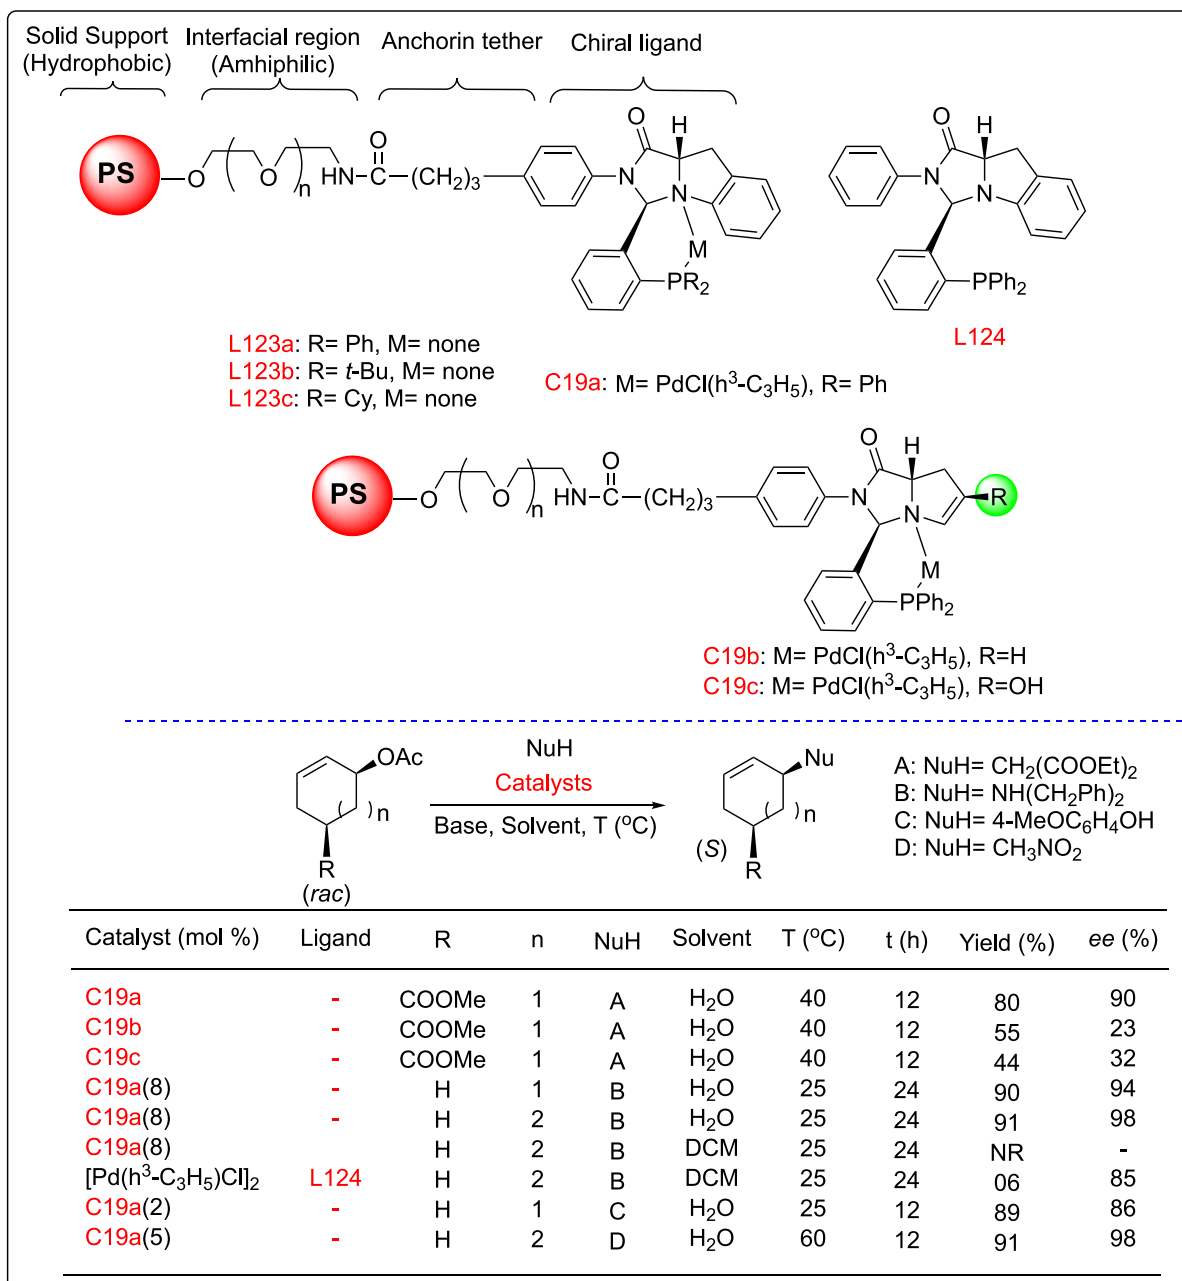 Solid Support Interfacial region Anchorin tether Chiral ligand
(Hydrophobic) (Amhiphilic)
PS O O n HN O C (CH2)3 N O H N M PR2
O H N N PPh2
L124
L123a: R= Ph, M= none
L123b: R= t-Bu, M= none
L123c: R= Cy, M= none
C19a: M= PdCl(h3-C3H5), R= Ph
PS O O n HN O C (CH2)3 N O H N R M PPh2
C19b: M= PdCl(h3-C3H5), R=H
C19c: M= PdCl(h3-C3H5), R=OH
OAc n R (rac)
NuH
Catalysts
Base, Solvent, T (oC)
Nu n (S) R
A: NuH= CH2(COOEt)2
B: NuH= NH(CH2Ph)2
C: NuH= 4-MeOC6H4OH
D: NuH= CH3NO2
Catalyst (mol %) Ligand R n NuH Solvent T (oC) t (h) Yield (%) ee (%)
C19a - COOMe 1 A H2O 40 12 80 90
C19b - COOMe 1 A H2O 40 12 55 23
C19c - COOMe 1 A H2O 40 12 44 32
C19a(8) - H 1 B H2O 25 24 90 94
C19a(8) - H 2 B H2O 25 24 91 98
C19a(8) - H 2 B DCM 25 24 NR -
[Pd(h3-C3H5)Cl]2 L124 H 2 B DCM 25 24 06 85
C19a(2) - H 1 C H2O 25 12 89 86
C19a(5) - H 2 D H2O 60 12 91 98